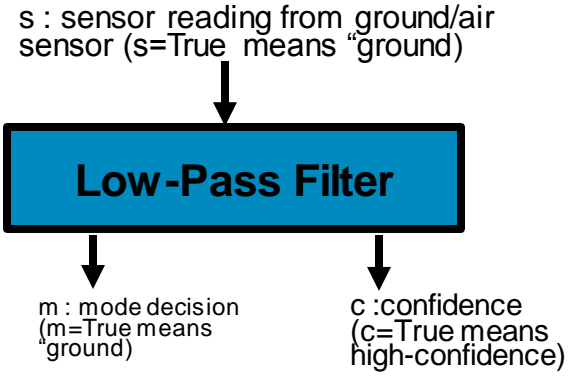 s : sensor reading from ground/air
sensor (s=True means “ground)
Low-Pass Filter
m : mode decision
(m=True means
“ground)
c :confidence
(c=True means
high-confidence)